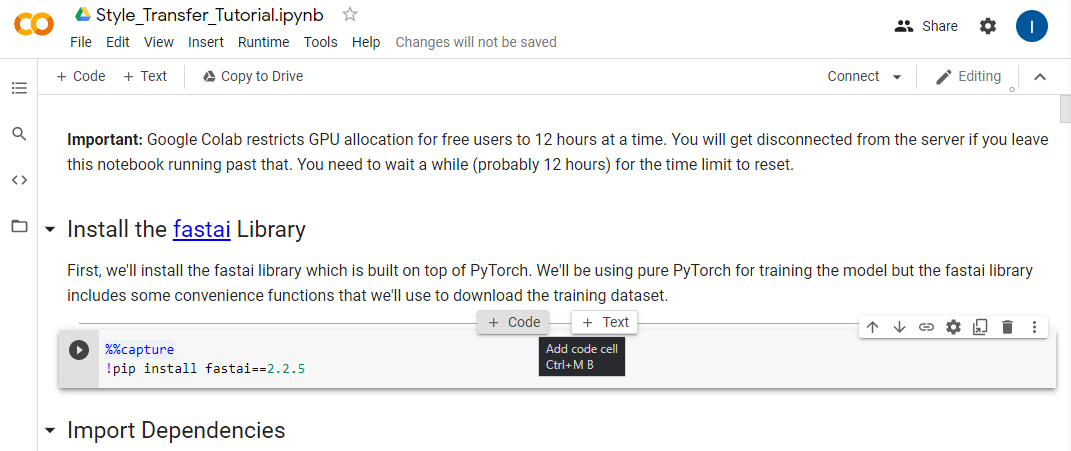 Style_Transfer_Tutorial.ipynb
File Edit View Insert Runtime Tools Help Changes will not be saved
Share
I
+ Code + Text Copy to Drive
Connect Editing
Important: Google Colab restricts GPU allocation for free users to 12 hours at a time. You will get disconnected from the server if you leave
this notebook running past that. You need to wait a while (probably 12 hours) for the time limit to reset.
Install the fastai Library
First, we'll install the fastai library which is built on top of PyTorch. We'll be using pure PyTorch for training the model but the fastai library
includes some convenience functions that we'll use to download the training dataset.
+ Code + Text
Add code cell
Ctrl+M B
%%capture
!pip install fastai==2.2.5
Import Dependencies